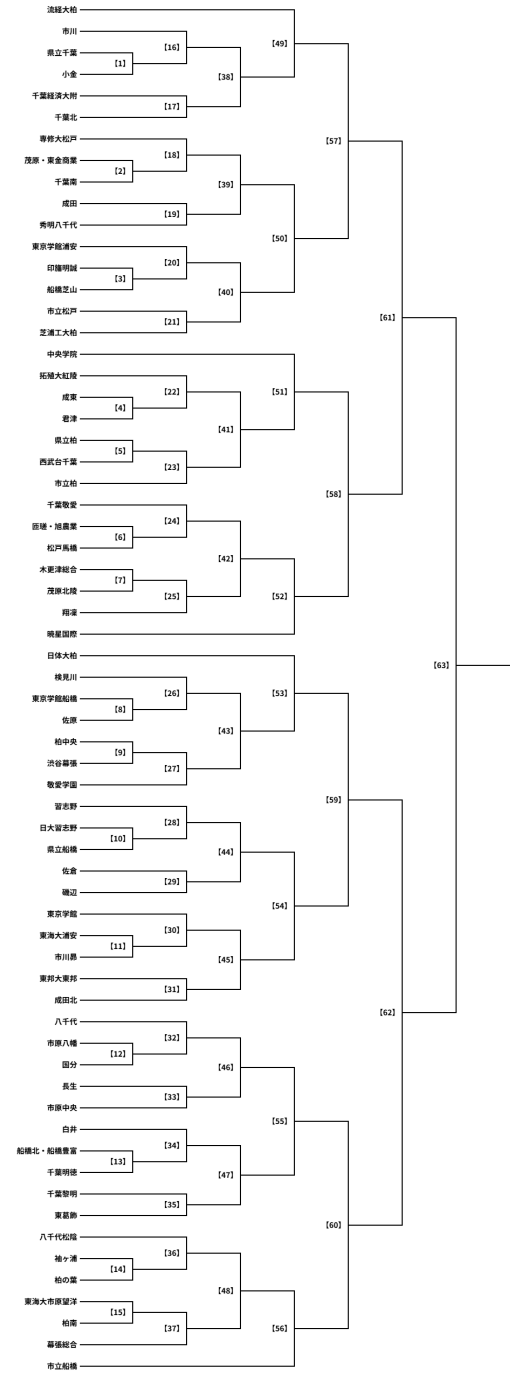 流経大柏
市川
県立千葉
小金
千葉経済大附
千葉北
専修大松戸
茂原・東金商業
千葉南
成田
秀明八千代
東京学館浦安
印旛明誠
船橋芝山
市立松戸
芝浦工大柏
中央学院
拓殖大紅陵
成東
君津
県立柏
西武台千葉
市立柏
千葉敬愛
匝瑳・旭農業
松戸馬橋
木更津総合
茂原北陵
翔凜
暁星国際
日体大柏
検見川
東京学館船橋
佐原
柏中央
渋谷幕張
敬愛学園
習志野
日大習志野
県立船橋
佐倉
磯辺
東京学館
東海大浦安
市川昴
東邦大東邦
成田北
八千代
市原八幡
国分
長生
市原中央
白井
船橋北・船橋豊富
千葉明徳
千葉黎明
東葛飾
八千代松陰
袖ヶ浦
柏の葉
東海大市原望洋
柏南
幕張総合
市立船橋
【1】
【2】
【3】
【4】
【5】
【6】
【7】
【8】
【9】
【10】
【11】
【12】
【13】
【14】
【15】
【16】
【17】
【18】
【19】
【20】
【21】
【22】
【23】
【24】
【25】
【26】
【27】
【28】
【29】
【30】
【31】
【32】
【33】
【34】
【35】
【36】
【37】
【38】
【39】
【40】
【41】
【42】
【43】
【44】
【45】
【46】
【47】
【48】
【49】
【50】
【51】
【52】
【53】
【54】
【55】
【56】
【57】
【58】
【59】
【60】
【61】
【62】
【63】